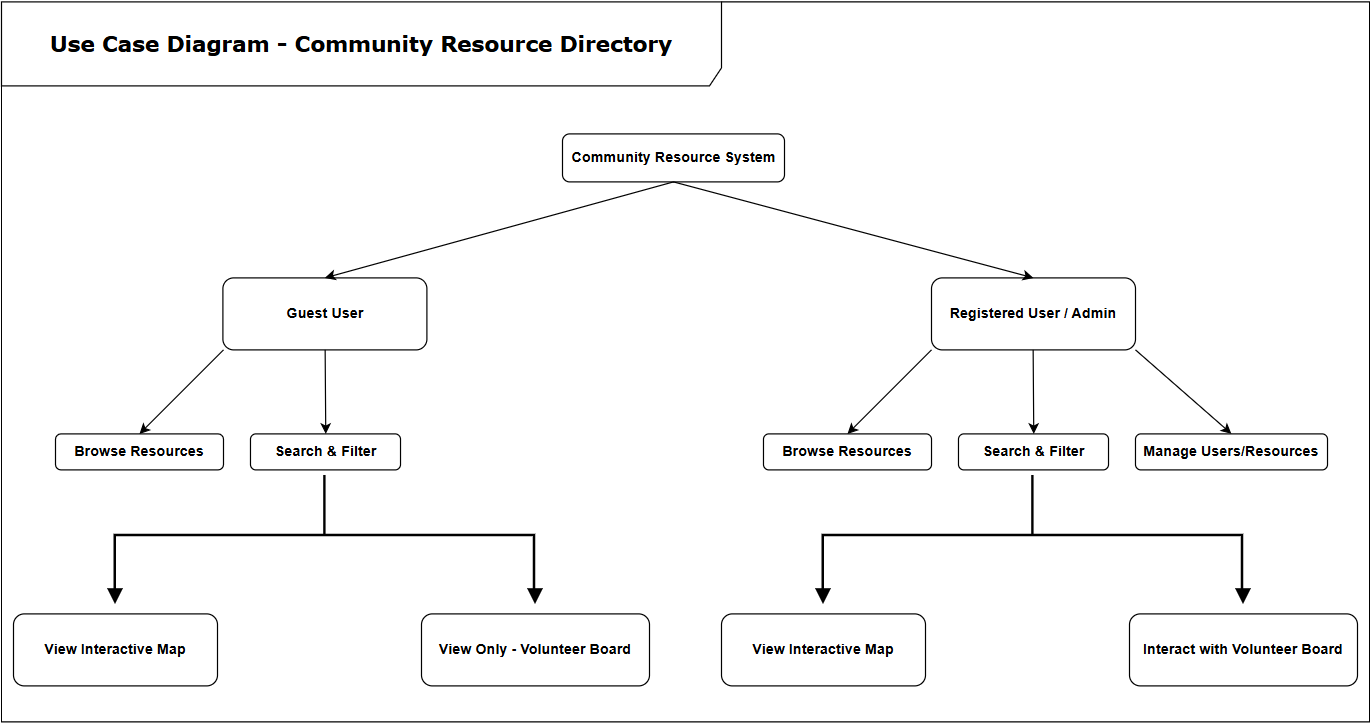 Use Case Diagram - Community Resource Directory
Community Resource System
Guest User
Registered User / Admin
Browse Resources
Search & Filter
Browse Resources
Search & Filter
Manage Users/Resources
View Interactive Map
View Only - Volunteer Board
View Interactive Map
Interact with Volunteer Board